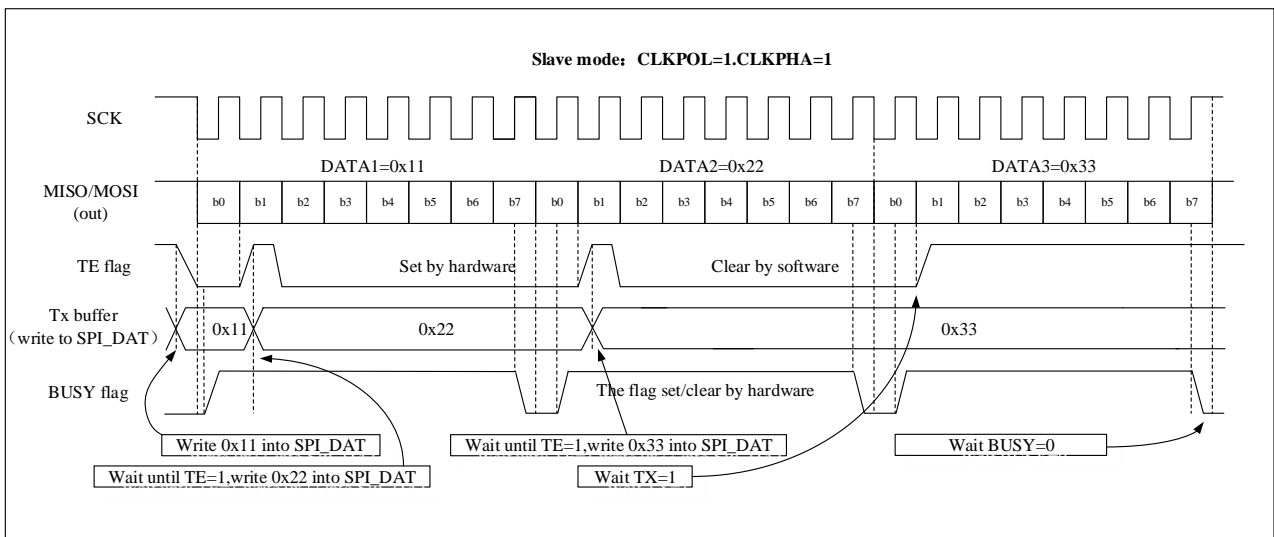 Slave mode：CLKPOL=1.CLKPHA=1
SCK
DATA1=0x11 DATA2=0x22 DATA3=0x33
MISO/MOSI
(out)
b0 b1 b2 b3 b4 b5 b6 b7 b0 b1 b2 b3 b4 b5 b6 b7 b0 b1 b2 b3 b4 b5 b6 b7
TE flag Set by hardware Clear by software
Tx buffer
（write to SPI_DAT） 0x11 0x22 0x33
BUSY flag The flag set/clear by hardware
Write 0x11 into SPI_DAT Wait until TE=1,write 0x33 into SPI_DAT Wait BUSY=0
Wait until TE=1,write 0x22 into SPI_DAT Wait TX=1